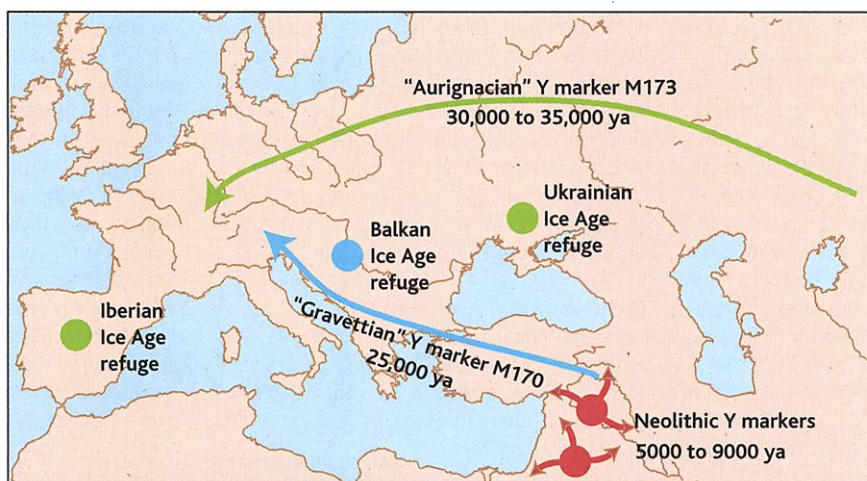 "Aurignacian" Y marker M173
30,000 to 35,000 ya
Ukrainian
Ice Age
refuge
Balkan
Ice Age
refuge
Iberian
Ice Age
refuge
"Gravettian" Y marker M170
25,000 ya
Neolithic Y markers
5000 to 9000 ya